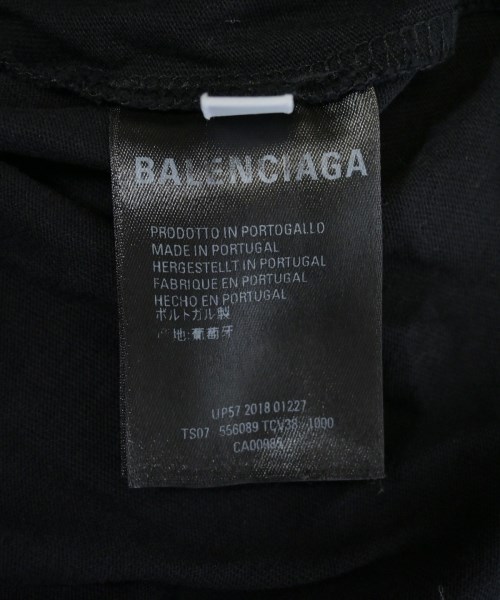 BALENCIAGA
PRODOTTO IN PORTOGALLO
MADE IN PORTUGAL
HERGESTELLT IN PORTUGAL
FABRIQUE EN PORTUGAL
HECHO EN PORTUGAL
ポルトガル製
地:葡萄牙
UP57 2018 01227
TS07 556089 TCV38 1000
CA00985